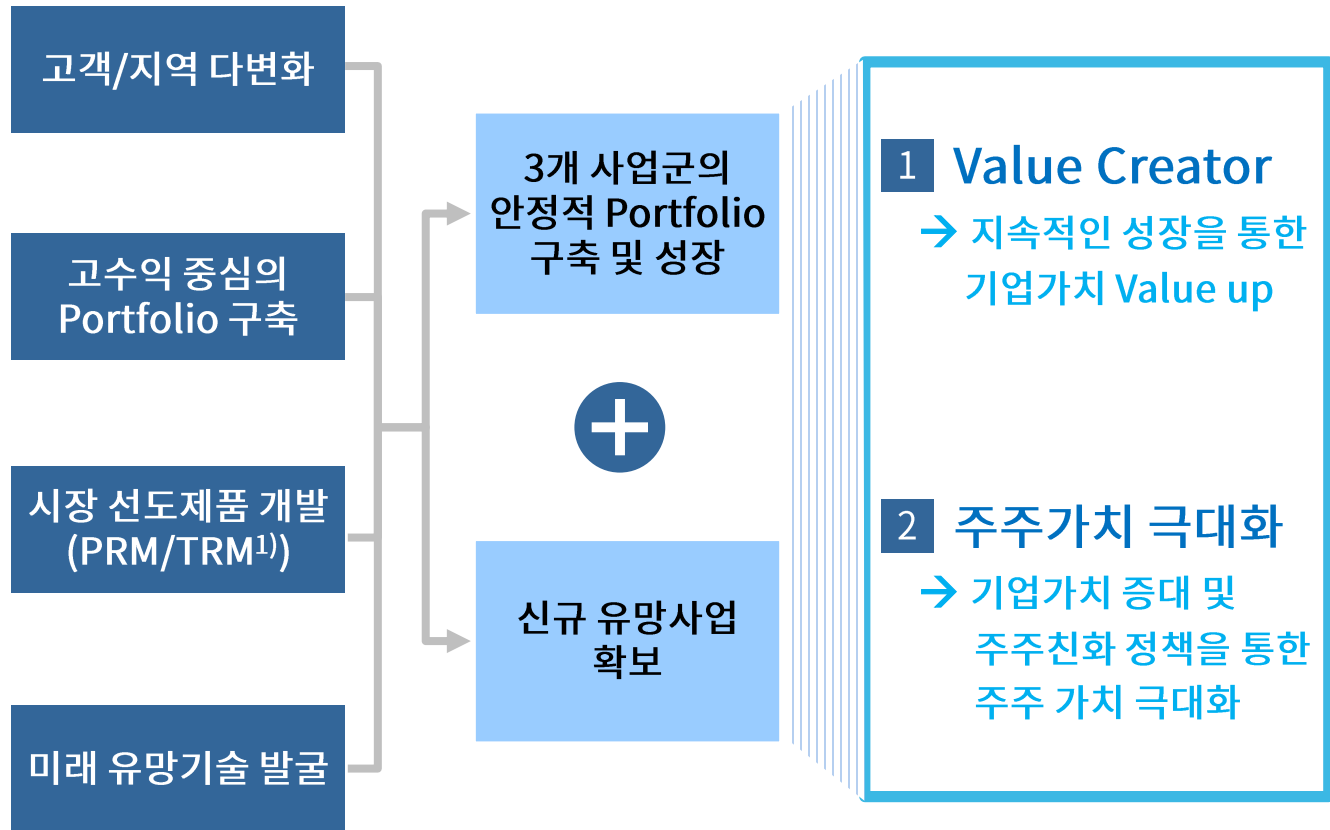 고객/지역 다변화
고수익 중심의
Portfolio 구축
시장 선도제품 개발
(PRM/TRM1))
미래 유망기술 발굴
3개 사업군의
안정적 Portfolio
구축 및 성장
신규 유망사업
확보
1 Value Creator
→ 지속적인 성장을 통한
기업가치 Value up
2 주주가치 극대화
→ 기업가치 증대 및
주주친화 정책을 통한
주주 가치 극대화